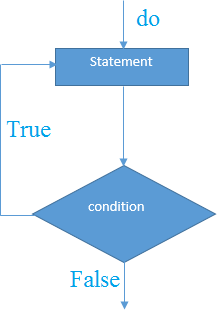 do
Statement
True
condition
False